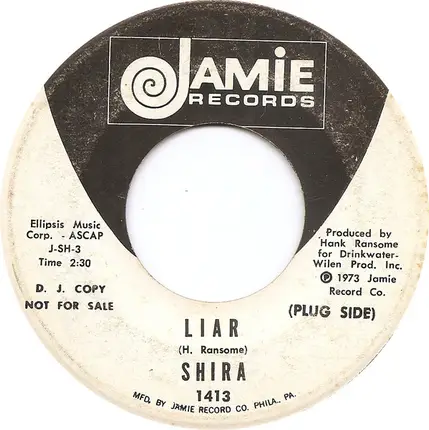 JAMIE
RECORDS
Ellipsis Music
Corp. - ASCAP
J-SH-3
Time 2:30
D. J. COPY
NOT FOR SALE
Produced by
Hank Ransome
for Drinkwater-
Wilen Prod. Inc.
℗ 1973 Jamie
Record Co.
(PLUG SIDE)
LIAR
(H. Ransome)
SHIRA
1413
MFD. BY JAMIE RECORD CO. PHILA., PA.